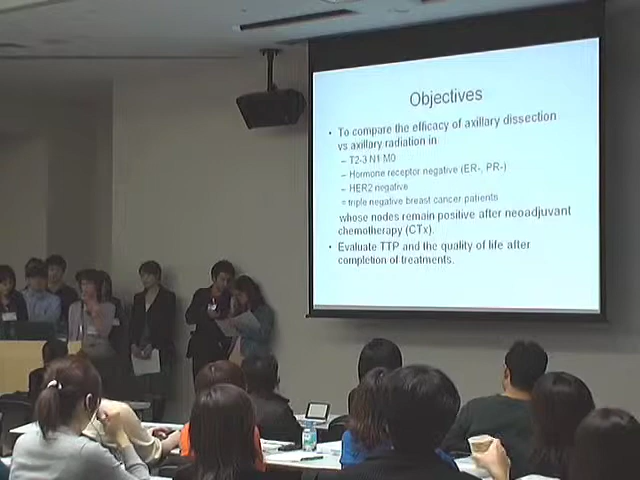 Objectives
• To compare the efficacy of axillary dissection
vs axillary radiation in
– T2-3 N1 M0
– Hormone receptor negative (ER-, PR-)
– HER2 negative
= triple negative breast cancer patients
whose nodes remain positive after neoadjuvant
chemotherapy (CTx).
• Evaluate TTP and the quality of life after
completion of treatments.